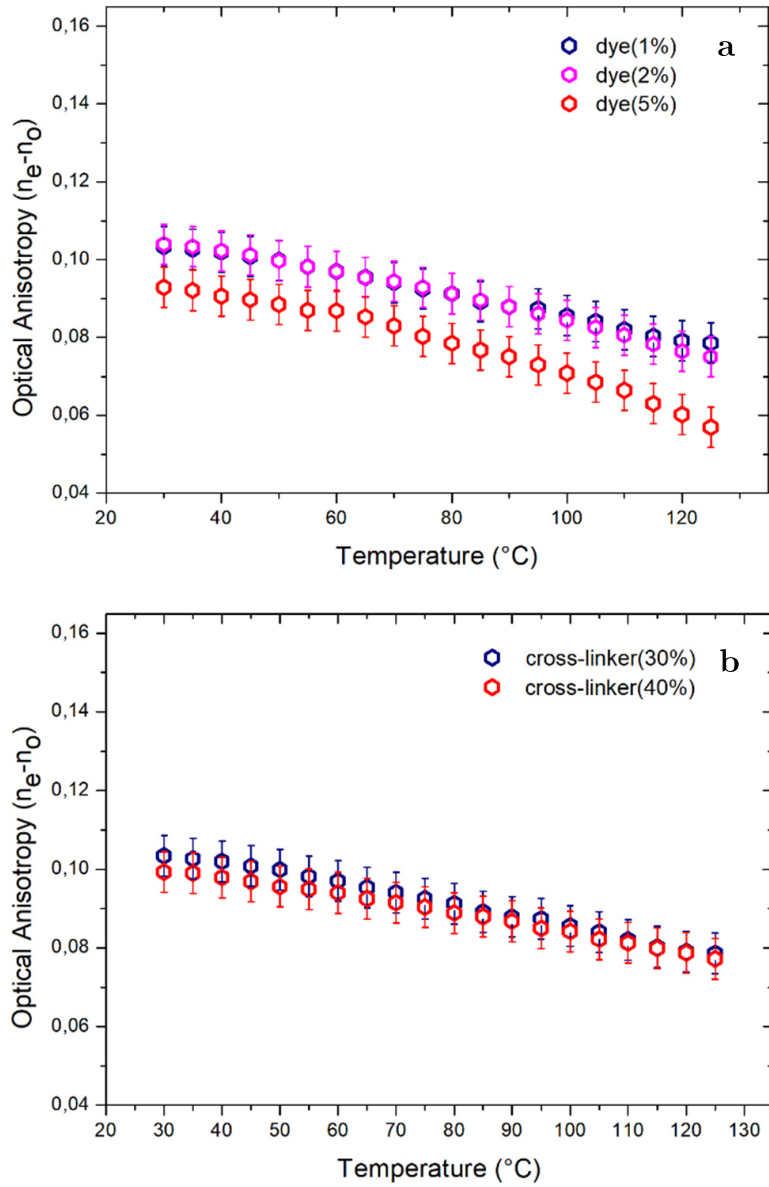 0,16
0,14
0,12
0,10
0,08
0,06
0,04
Optical Anisotropy (ne-no)
dye(1%)
dye(2%)
dye(5%)
a
20 40 60 80 100 120
Temperature (°C)
0,16
0,14
0,12
0,10
0,08
0,06
0,04
Optical Anisotropy (ne-no)
cross-linker(30%)
cross-linker(40%)
b
20 30 40 50 60 70 80 90 100 110 120 130
Temperature (°C)